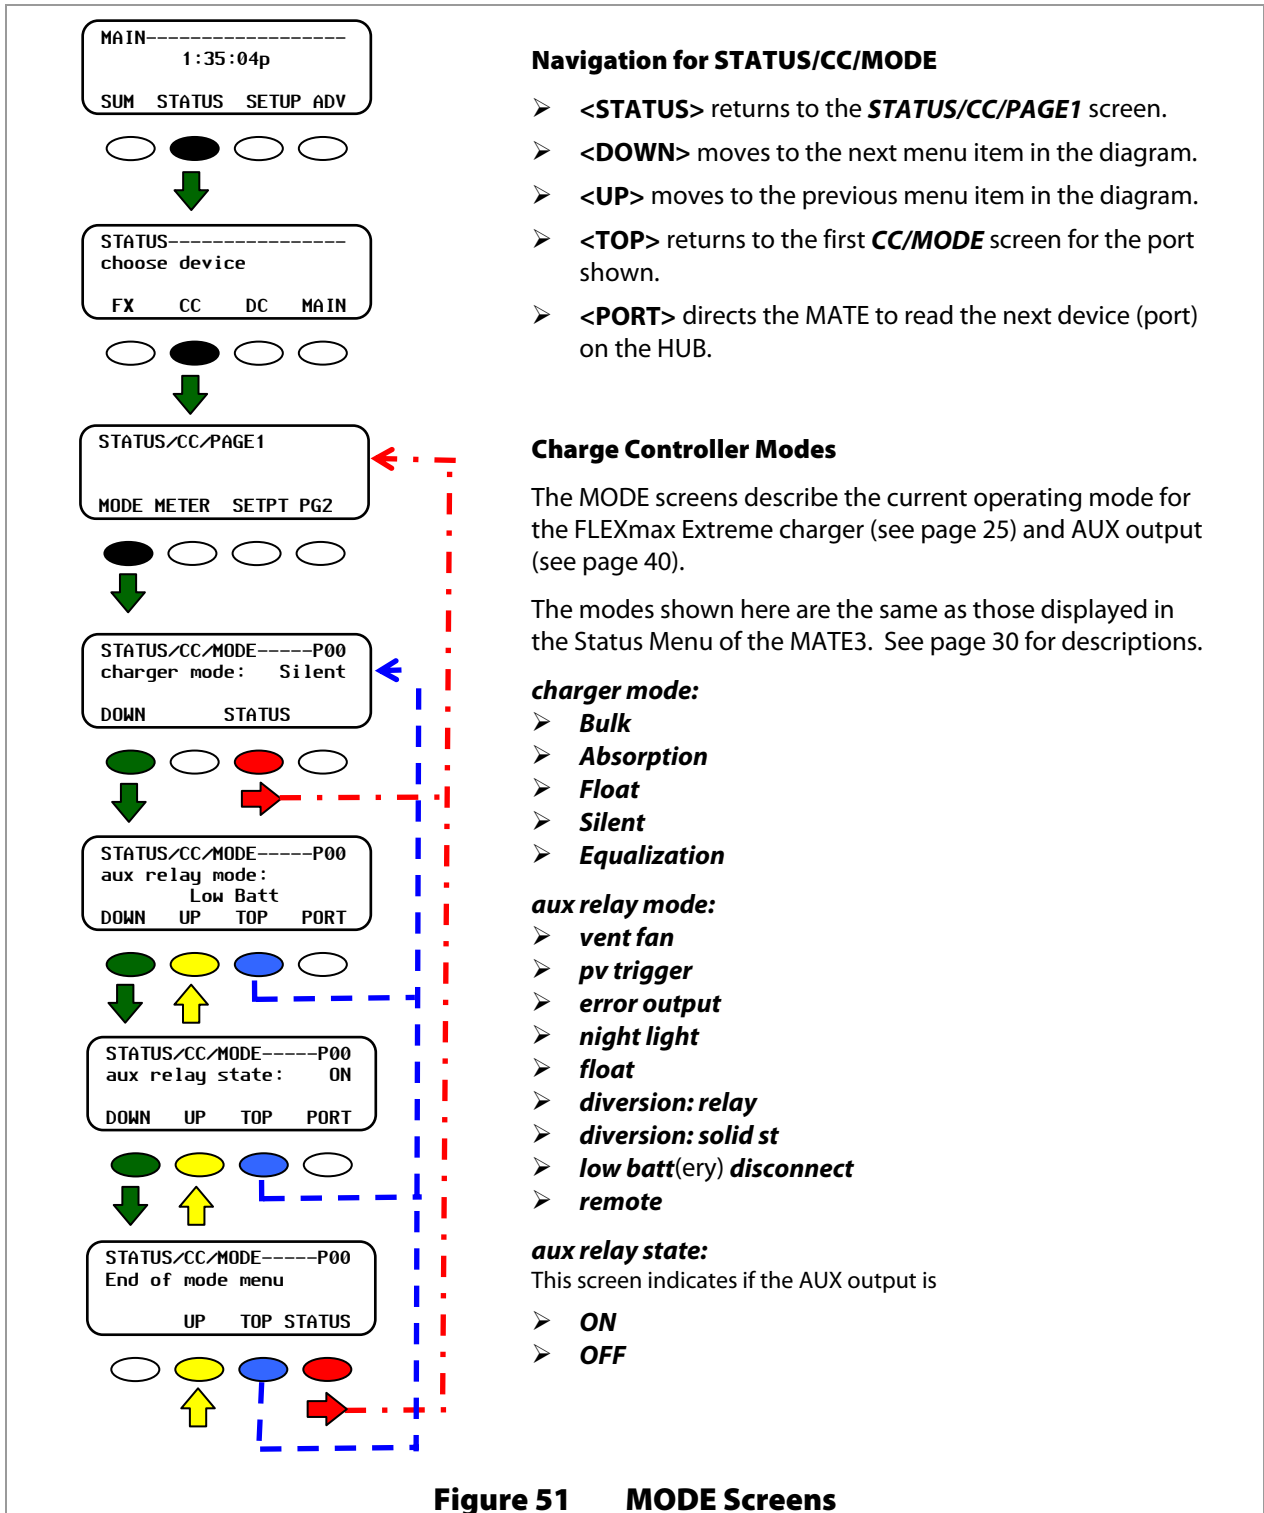 MAIN------------------
1:35:04p
SUM STATUS SETUP ADV
STATUS----------------
choose device
FX CC DC MAIN
STATUS/CC/PAGE1
MODE METER SETPT PG2
STATUS/CC/MODE-----P00
charger mode: Silent
DOWN STATUS
STATUS/CC/MODE-----P00
aux relay mode:
Low Batt
DOWN UP TOP PORT
STATUS/CC/MODE-----P00
aux relay state: ON
DOWN UP TOP PORT
STATUS/CC/MODE-----P00
End of mode menu
UP TOP STATUS
Navigation for STATUS/CC/MODE
➢ <STATUS> returns to the STATUS/CC/PAGE1 screen.
➢ <DOWN> moves to the next menu item in the diagram.
➢ <UP> moves to the previous menu item in the diagram.
➢ <TOP> returns to the first CC/MODE screen for the port
shown.
➢ <PORT> directs the MATE to read the next device (port)
on the HUB.
Charge Controller Modes
The MODE screens describe the current operating mode for
the FLEXmax Extreme charger (see page 25) and AUX output
(see page 40).
The modes shown here are the same as those displayed in
the Status Menu of the MATE3. See page 30 for descriptions.
charger mode:
➢ Bulk
➢ Absorption
➢ Float
➢ Silent
➢ Equalization
aux relay mode:
➢ vent fan
➢ pv trigger
➢ error output
➢ night light
➢ float
➢ diversion: relay
➢ diversion: solid st
➢ low batt(ery) disconnect
➢ remote
aux relay state:
This screen indicates if the AUX output is
➢ ON
➢ OFF
Figure 51 MODE Screens